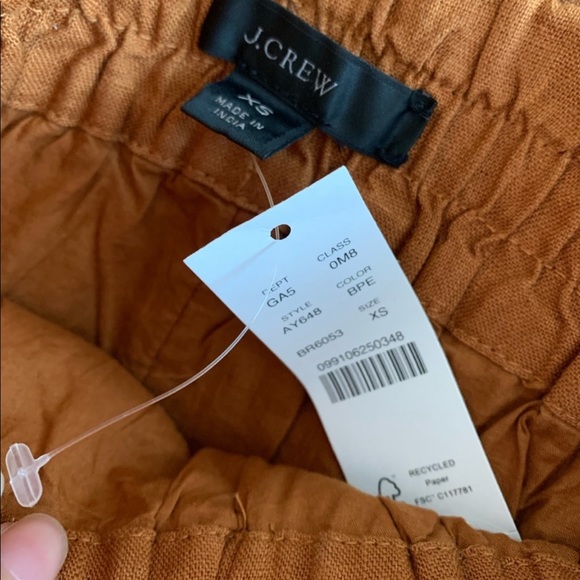 J.CREW
XS
MADE IN
INDIA
DEPT CLASS
GA5 0M8
STYLE COLOR
AY648 BPE
BR6053 SIZE
XS
099106250348
RECYCLED
Paper
FSC® C117781